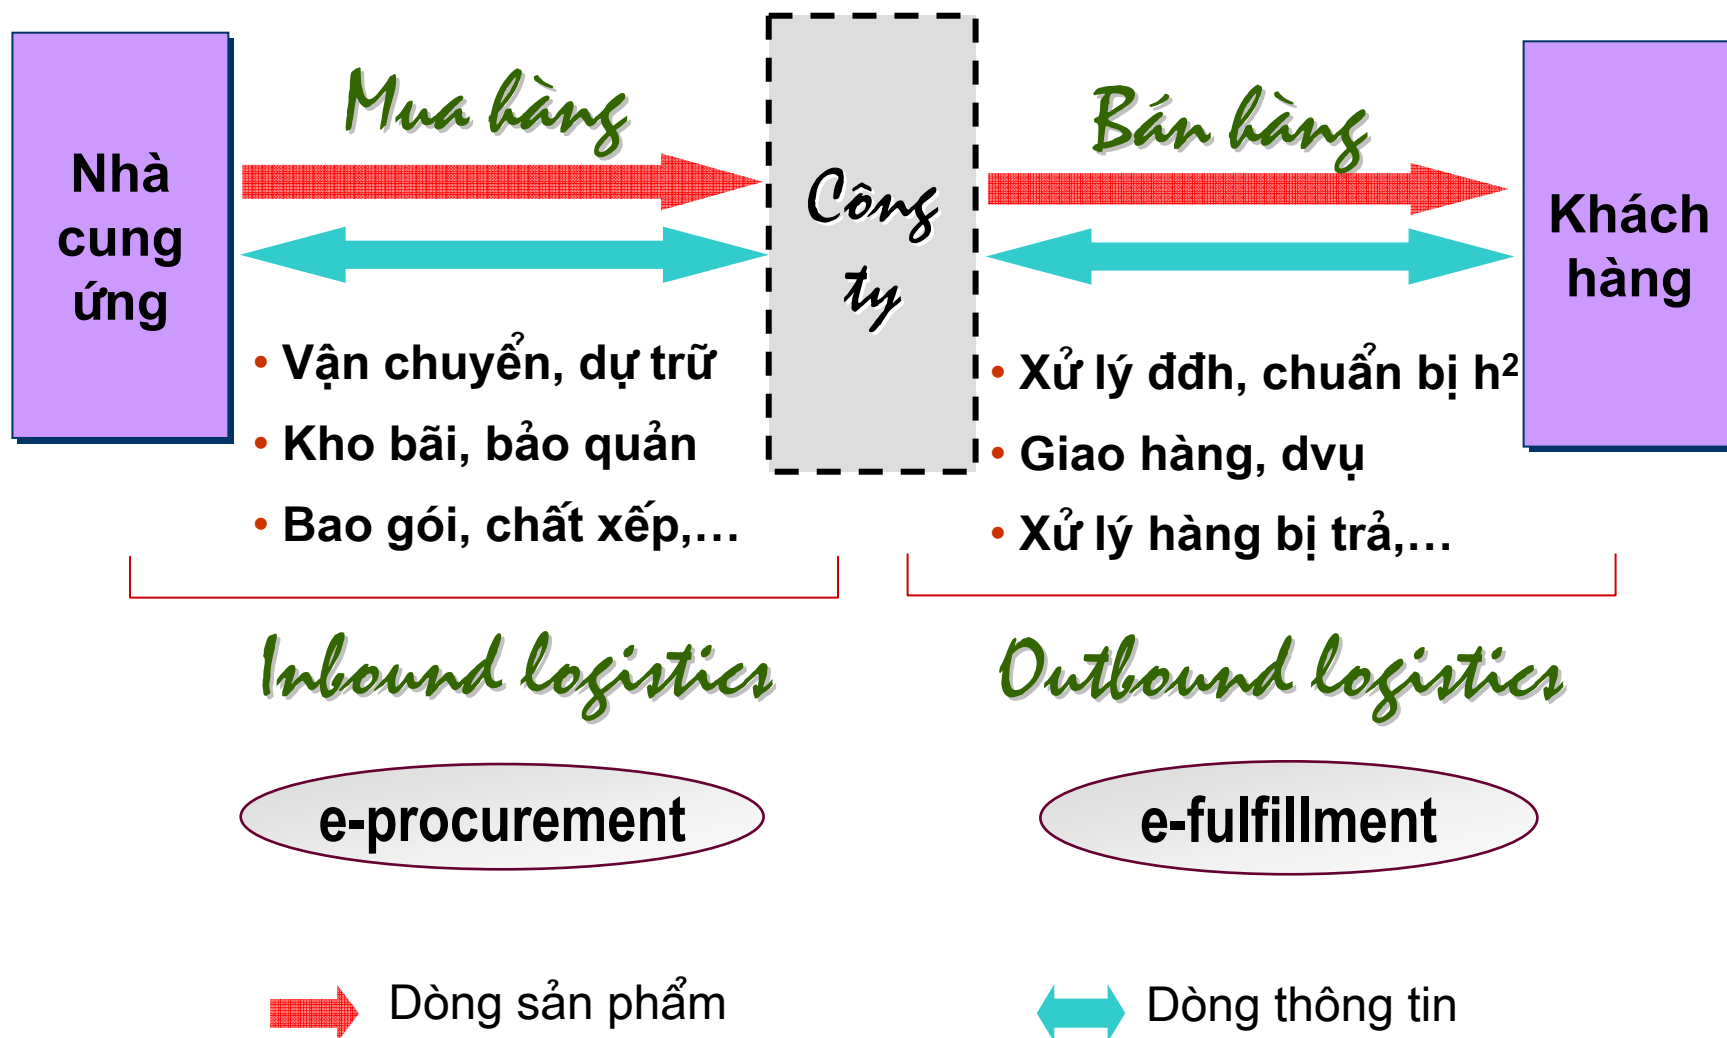 Nhà
cung
ứng
Mua hàng
Công
ty
Bán hàng
Khách
hàng
• Vận chuyển, dự trữ
• Kho bãi, bảo quản
• Bao gói, chất xếp,…
• Xử lý đđh, chuẩn bị h²
• Giao hàng, dvụ
• Xử lý hàng bị trả,…
Inbound logistics
Outbound logistics
e-procurement
e-fulfillment
Dòng sản phẩm
Dòng thông tin